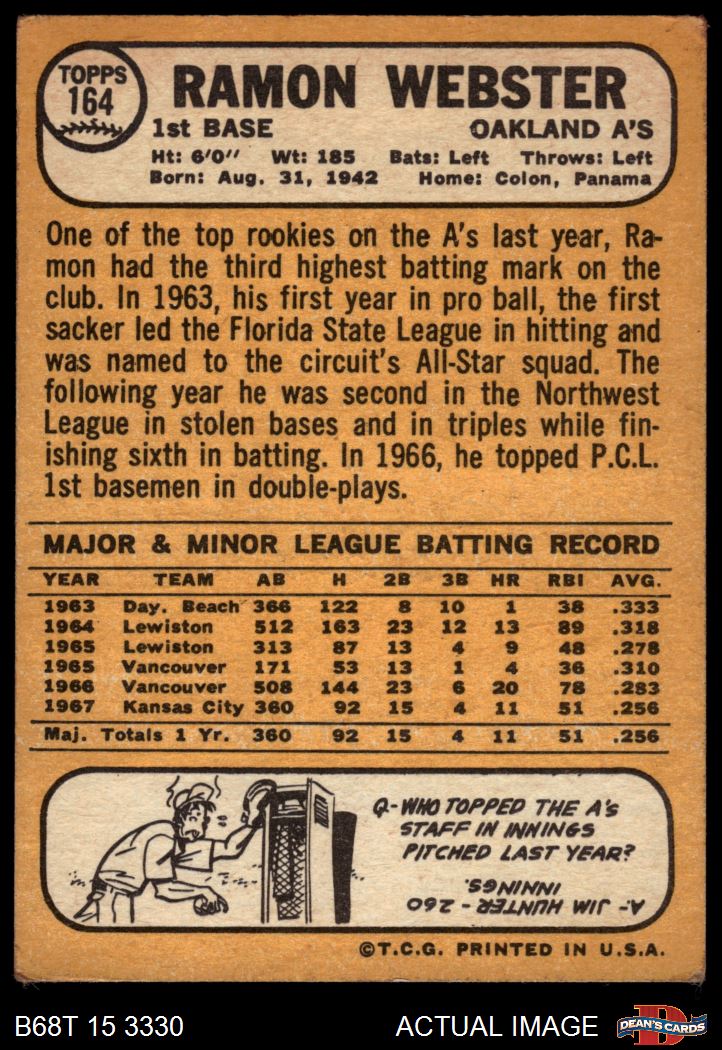 TOPPS
164
RAMON WEBSTER
1st BASE OAKLAND A'S
Ht: 6'0" Wt: 185 Bats: Left Throws: Left
Born: Aug. 31, 1942 Home: Colon, Panama
One of the top rookies on the A's last year, Ra-
mon had the third highest batting mark on the
club. In 1963, his first year in pro ball, the first
sacker led the Florida State League in hitting and
was named to the circuit's All-Star squad. The
following year he was second in the Northwest
League in stolen bases and in triples while fin-
ishing sixth in batting. In 1966, he topped P.C.L.
1st basemen in double-plays.
MAJOR & MINOR LEAGUE BATTING RECORD
YEAR TEAM AB H 2B 3B HR RBI AVG.
1963 Day. Beach 366 122 8 10 1 38 .333
1964 Lewiston 512 163 23 12 13 89 .318
1965 Lewiston 313 87 13 4 9 48 .278
1965 Vancouver 171 53 13 1 4 36 .310
1966 Vancouver 508 144 23 6 20 78 .283
1967 Kansas City 360 92 15 4 11 51 .256
Maj. Totals 1 Yr. 360 92 15 4 11 51 .256
Q-WHO TOPPED THE A's
STAFF IN INNINGS
PITCHED LAST YEAR?
A- JIM HUNTER - 260
INNINGS.
©T.C.G. PRINTED IN U.S.A.
B68T 15 3330 ACTUAL IMAGE D DEAN'S CARDS